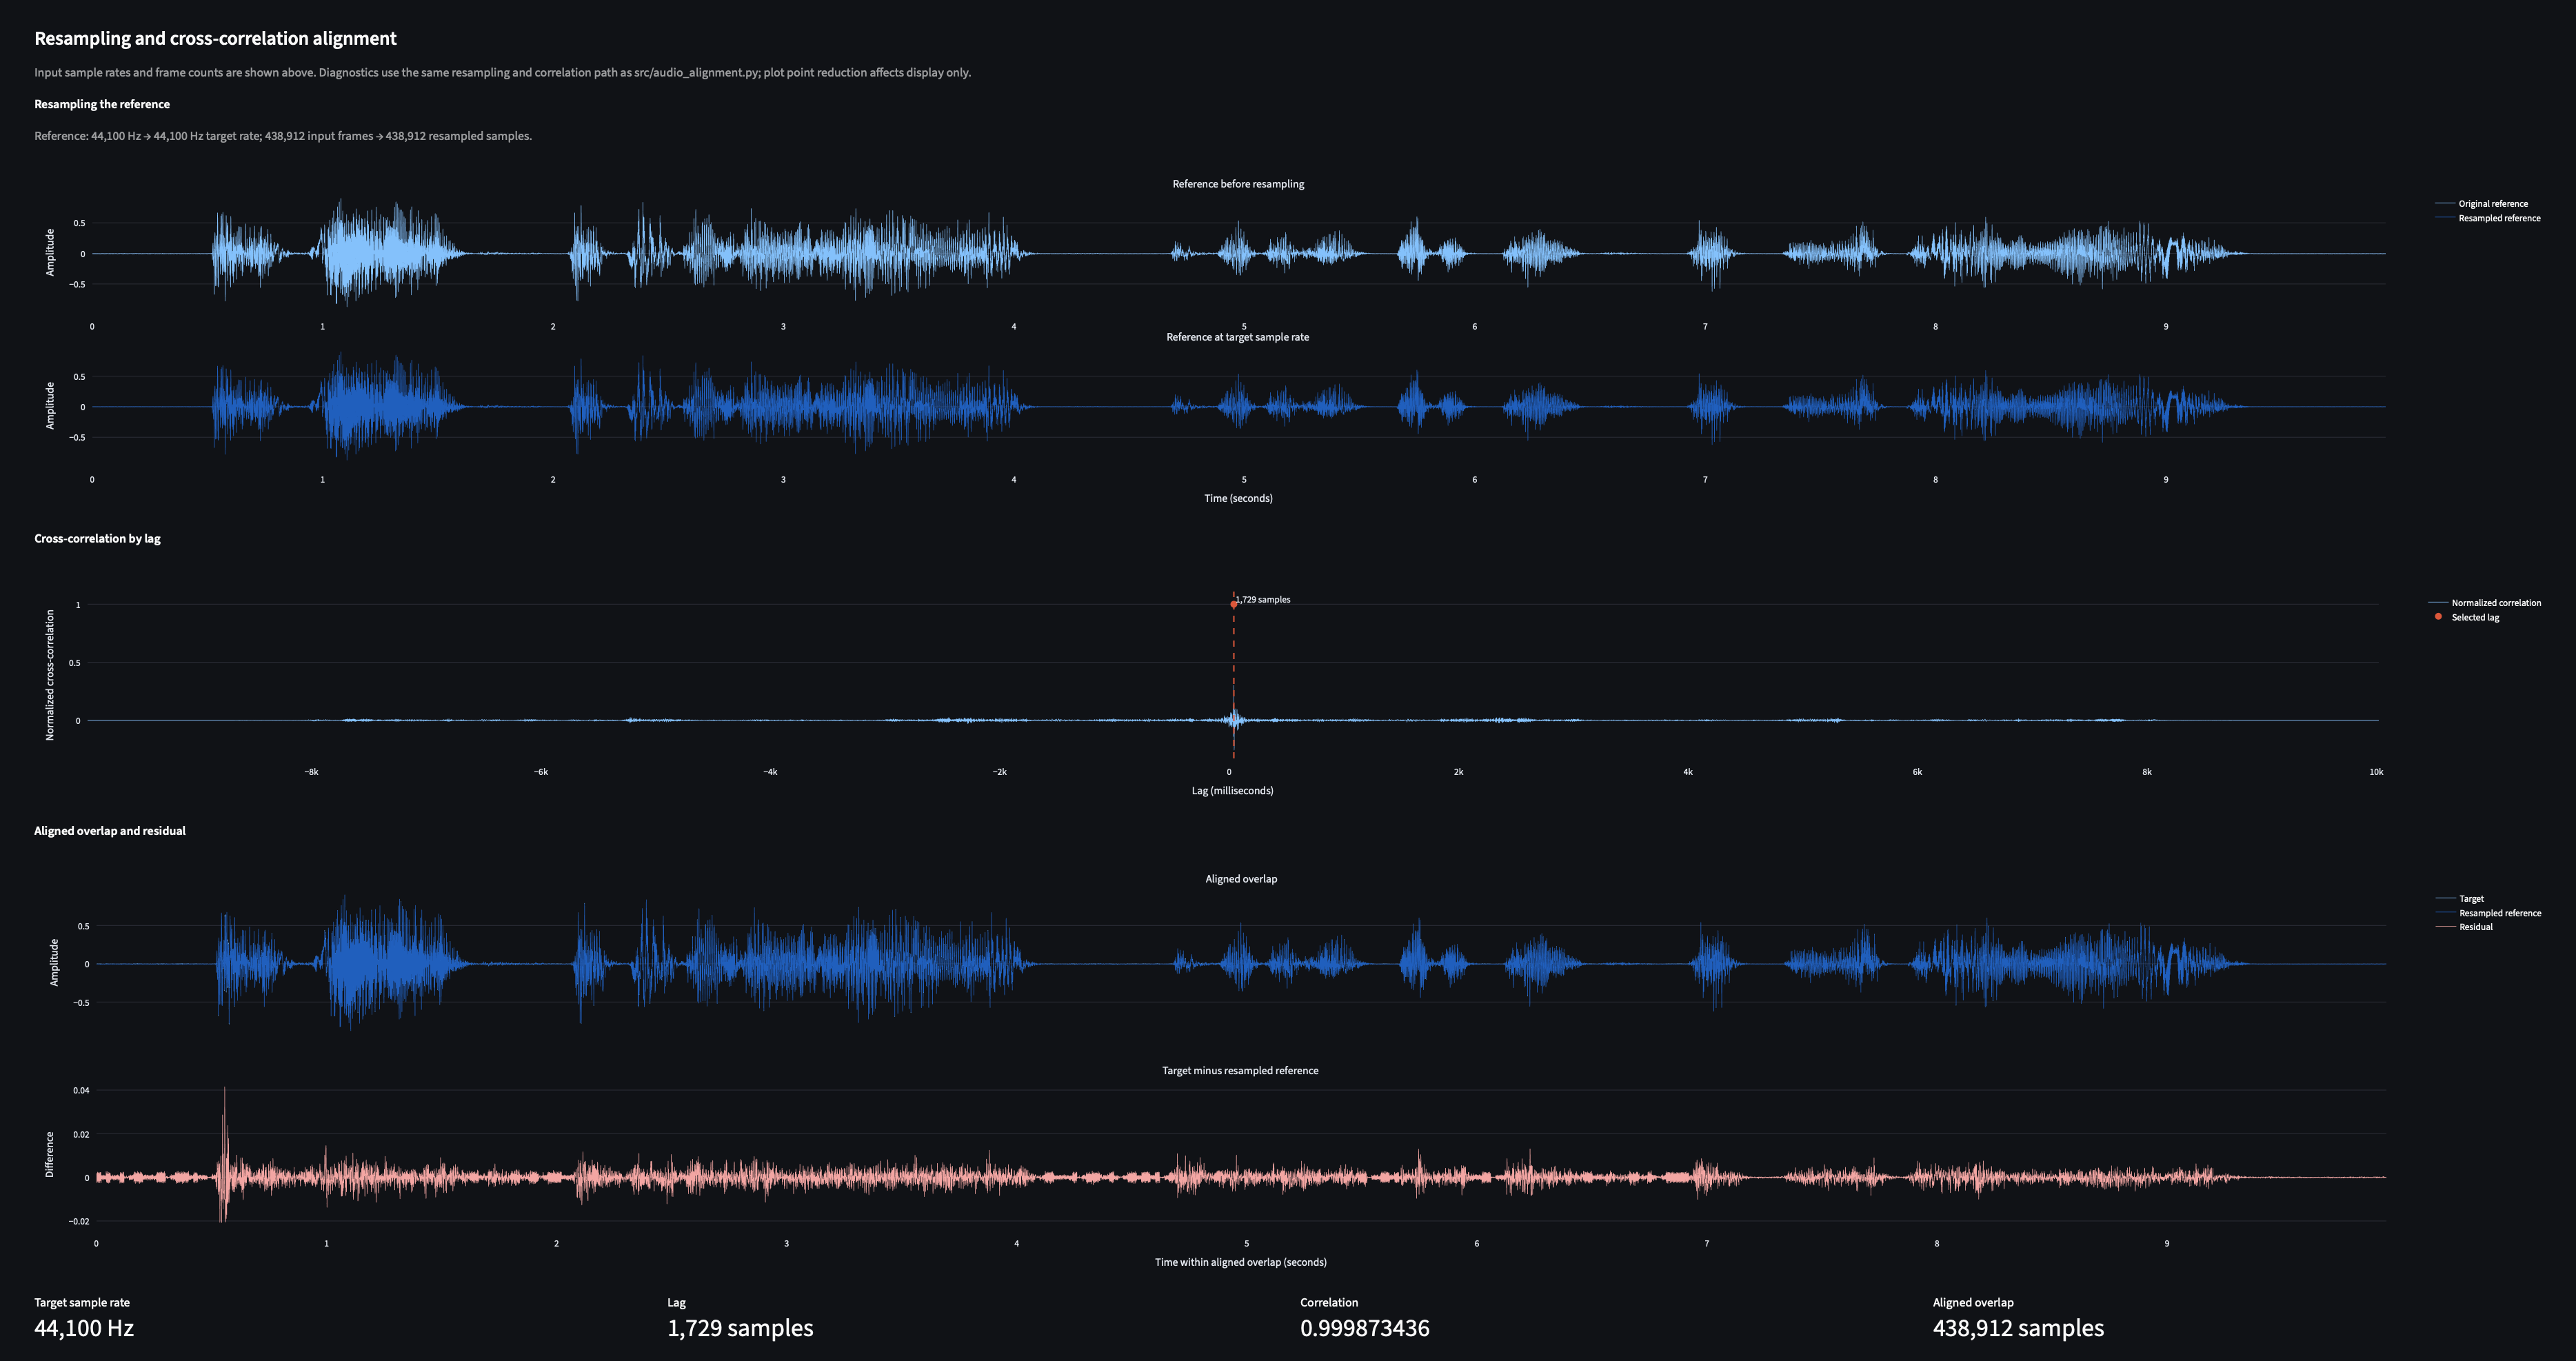 Resampling and cross-correlation alignment
Input sample rates and frame counts are shown above. Diagnostics use the same resampling and correlation path as src/audio_alignment.py; plot point reduction affects display only.
Resampling the reference
Reference: 44,100 Hz → 44,100 Hz target rate; 438,912 input frames → 438,912 resampled samples.
Reference before resampling
Original reference
Resampled reference
Amplitude
0.5
0
−0.5
0 1 2 3 4 5 6 7 8 9
Reference at target sample rate
Amplitude
0.5
0
−0.5
0 1 2 3 4 5 6 7 8 9
Time (seconds)
Cross-correlation by lag
Normalized cross-correlation
1
0.5
0
1,729 samples
Normalized correlation
Selected lag
−8k −6k −4k −2k 0 2k 4k 6k 8k 10k
Lag (milliseconds)
Aligned overlap and residual
Aligned overlap
Target
Resampled reference
Residual
Amplitude
0.5
0
−0.5
Target minus resampled reference
Difference
0.04
0.02
0
−0.02
0 1 2 3 4 5 6 7 8 9
Time within aligned overlap (seconds)
Target sample rate
44,100 Hz
Lag
1,729 samples
Correlation
0.999873436
Aligned overlap
438,912 samples